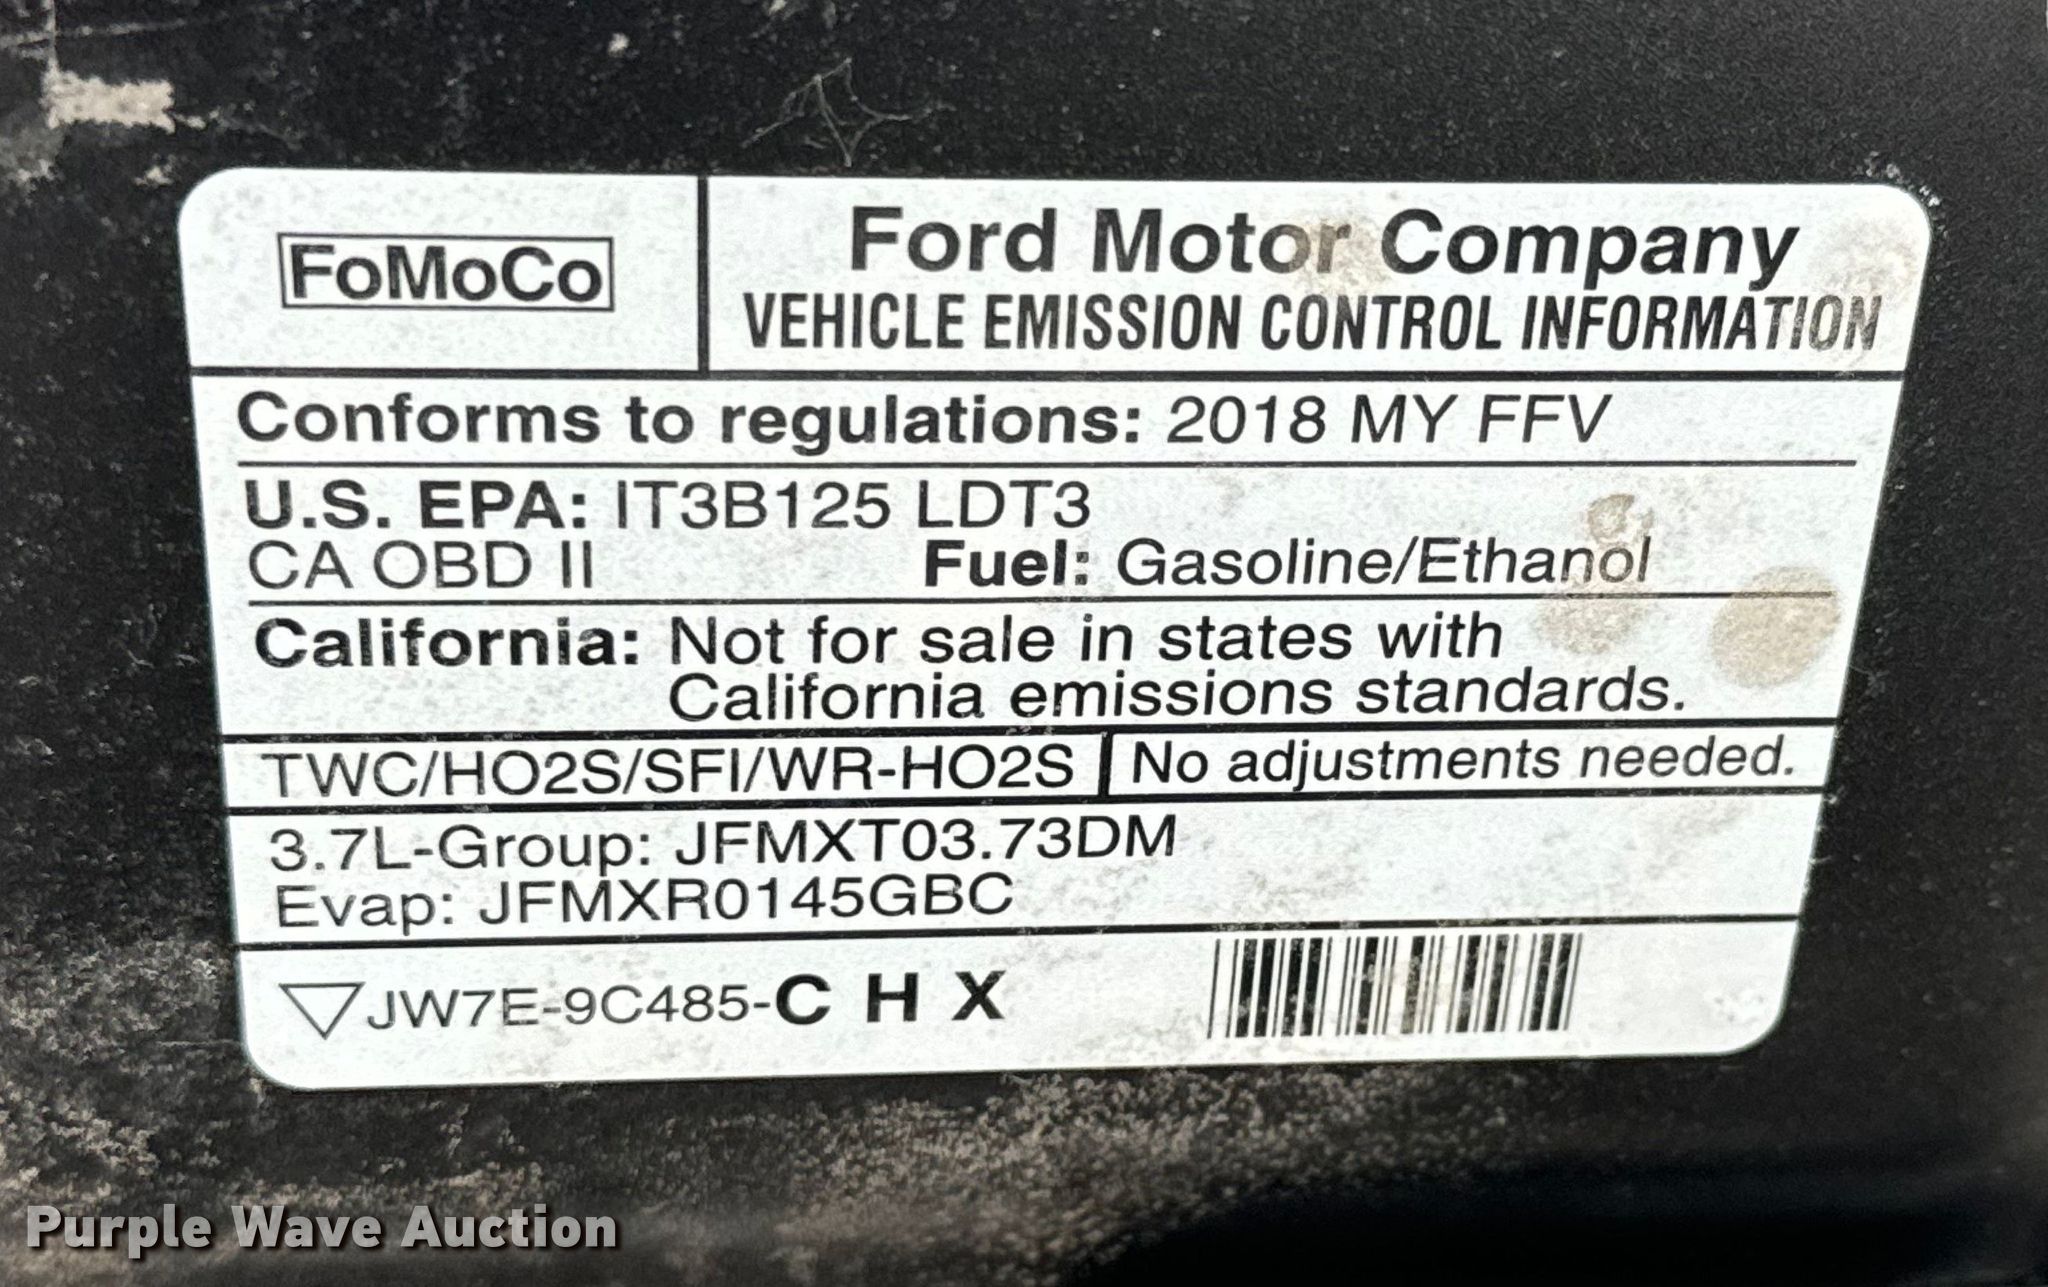 FoMoCo
Ford Motor Company
VEHICLE EMISSION CONTROL INFORMATION
Conforms to regulations: 2018 MY FFV
U.S. EPA: IT3B125 LDT3
CA OBD II Fuel: Gasoline/Ethanol
California: Not for sale in states with
California emissions standards.
TWC/HO2S/SFI/WR-HO2S No adjustments needed.
3.7L-Group: JFMXT03.73DM
Evap: JFMXR0145GBC
JW7E-9C485-C H X
Purple Wave Auction